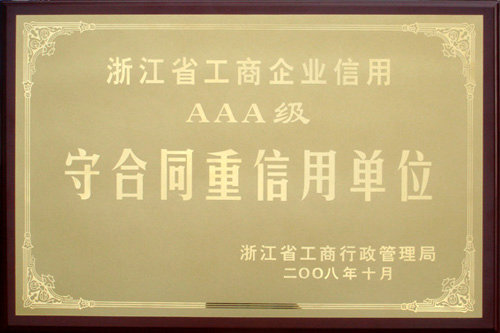 浙江省工商企业信用
AAA级
守合同重信用单位
浙江省工商行政管理局
二〇〇八年十月